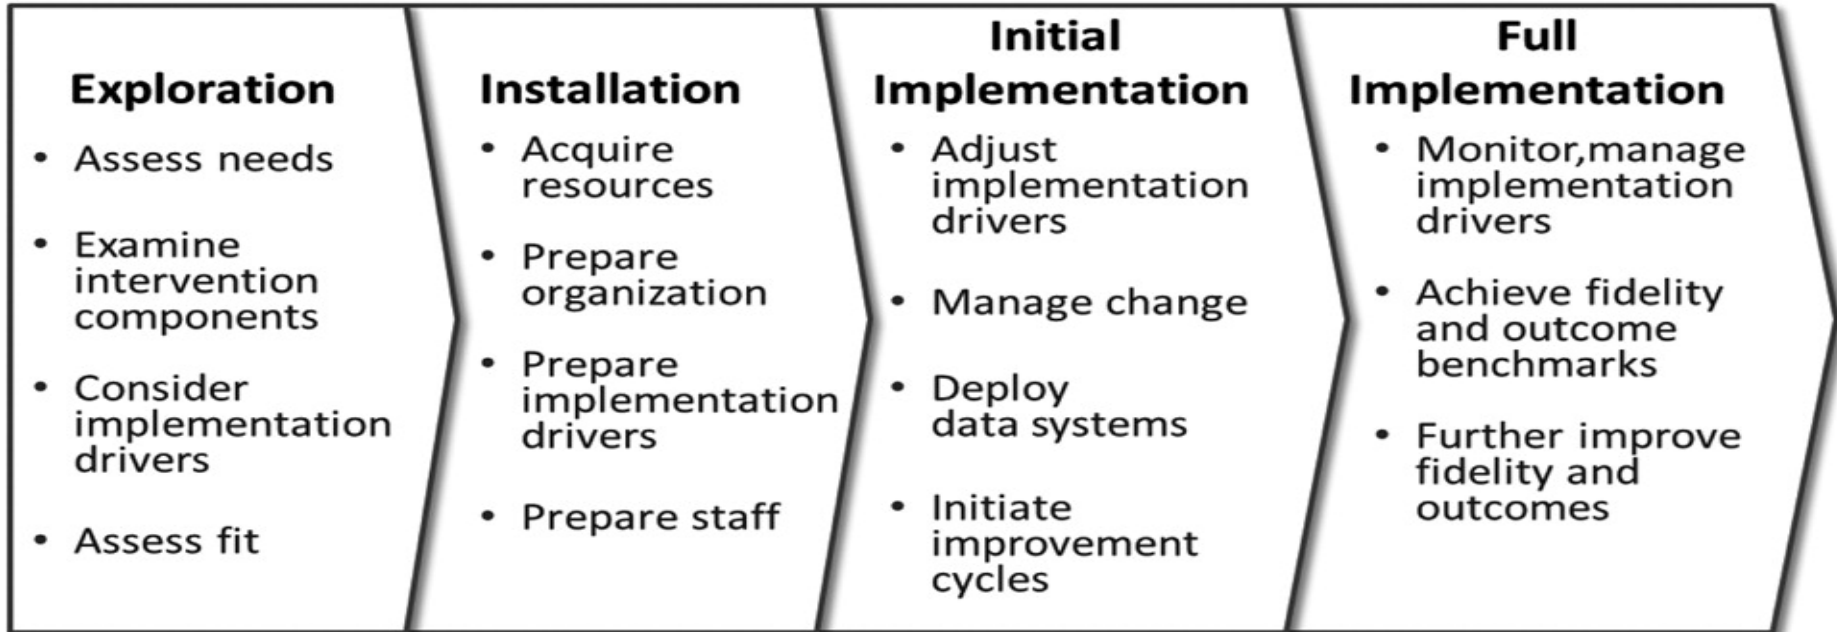 Exploration
• Assess needs
• Examine
intervention
components
• Consider
implementation
drivers
• Assess fit
Installation
• Acquire
resources
• Prepare
organization
• Prepare
implementation
drivers
• Prepare staff
Initial
Implementation
• Adjust
implementation
drivers
• Manage change
• Deploy
data systems
• Initiate
improvement
cycles
Full
Implementation
• Monitor,manage
implementation
drivers
• Achieve fidelity
and outcome
benchmarks
• Further improve
fidelity and
outcomes